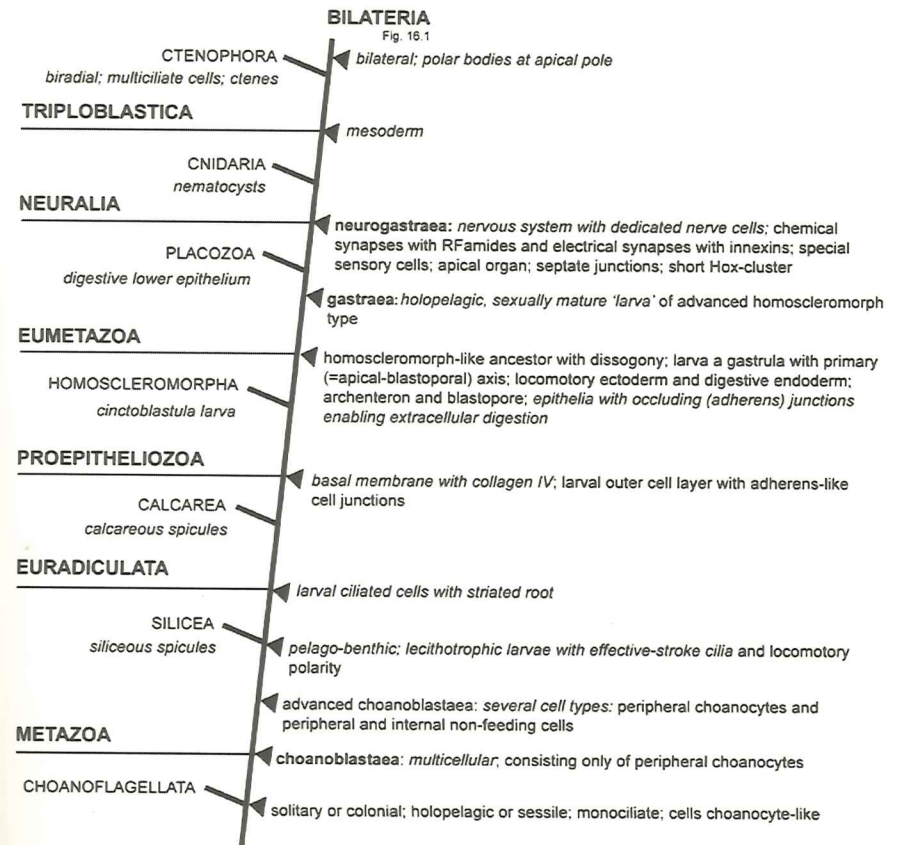 BILATERIA
Fig. 16.1
CTENOPHORA
biradial; multiciliate cells; ctenes
bilateral; polar bodies at apical pole
TRIPLOBLASTICA
mesoderm
CNIDARIA
nematocysts
NEURALIA
neurogastraea: nervous system with dedicated nerve cells; chemical
synapses with RFamides and electrical synapses with innexins; special
sensory cells; apical organ; septate junctions; short Hox-cluster
PLACOZOA
digestive lower epithelium
gastraea: holopelagic, sexually mature 'larva' of advanced homoscleromorph
type
EUMETAZOA
homoscleromorph-like ancestor with dissogony; larva a gastrula with primary
(=apical-blastoporal) axis; locomotory ectoderm and digestive endoderm;
archenteron and blastopore; epithelia with occluding (adherens) junctions
enabling extracellular digestion
HOMOSCLEROMORPHA
cinctoblastula larva
PROEPITHELIOZOA
basal membrane with collagen IV; larval outer cell layer with adherens-like
cell junctions
CALCAREA
calcareous spicules
EURADICULATA
larval ciliated cells with striated root
SILICEA
siliceous spicules
pelago-benthic; lecithotrophic larvae with effective-stroke cilia and locomotory
polarity
advanced choanoblastaea: several cell types: peripheral choanocytes and
peripheral and internal non-feeding cells
METAZOA
choanoblastaea: multicellular, consisting only of peripheral choanocytes
CHOANOFLAGELLATA
solitary or colonial; holopelagic or sessile; monociliate; cells choanocyte-like